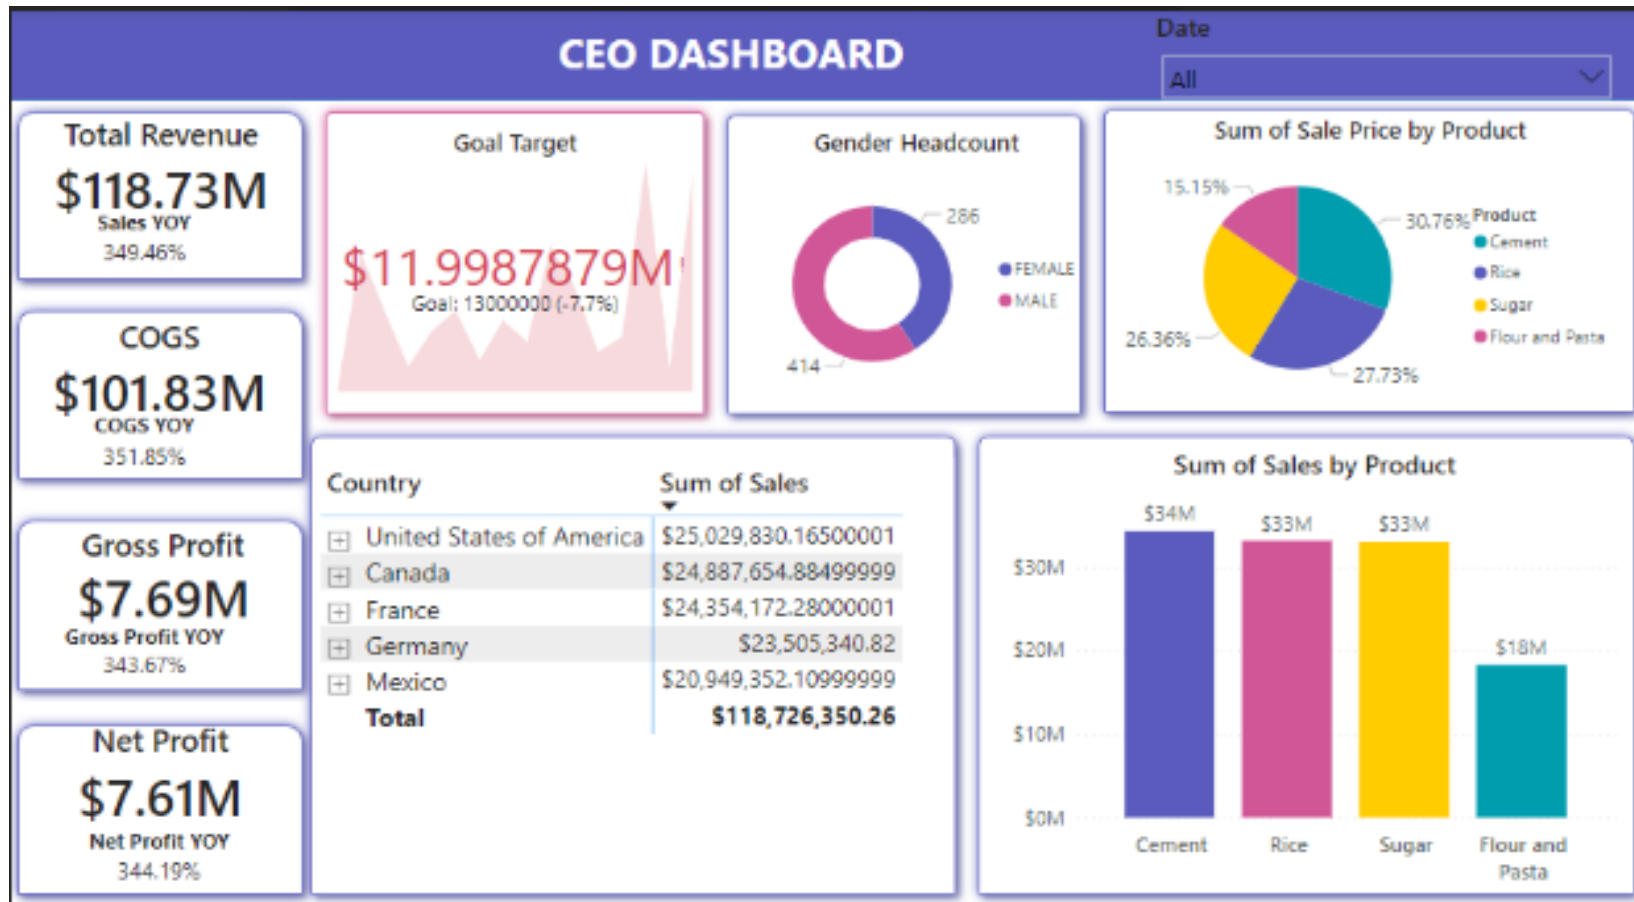 CEO DASHBOARD
Date
All
Total Revenue
$118.73M
Sales YOY
349.46%
COGS
$101.83M
COGS YOY
351.85%
Gross Profit
$7.69M
Gross Profit YOY
343.67%
Net Profit
$7.61M
Net Profit YOY
344.19%
Goal Target
$11.9987879M!
Goal: 13000000 (-7.7%)
Gender Headcount
286
414
FEMALE
MALE
Sum of Sale Price by Product
15.15%
30.76%
26.36%
27.73%
Product
Cement
Rice
Sugar
Flour and Pasta
Country Sum of Sales
United States of America $25,029,830.16500001
Canada $24,887,654.88499999
France $24,354,172.28000001
Germany $23,505,340.82
Mexico $20,949,352.10999999
Total $118,726,350.26
Sum of Sales by Product
$34M $33M $33M $18M
$30M
$20M
$10M
$0M
Cement Rice Sugar Flour and
Pasta